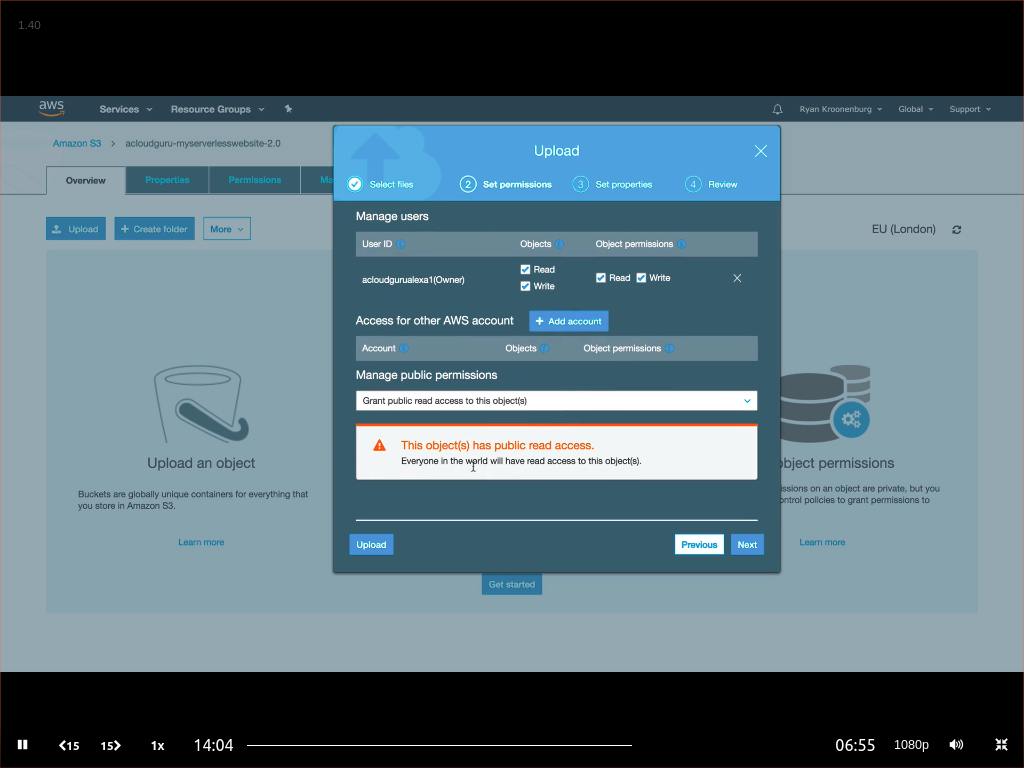 1.40
aws Services Resource Groups Ryan Kroonenburg Global Support
Amazon S3 > acloudguru-myserverlesswebsite-2.0
Overview Properties Permissions Ma
Upload + Create folder More EU (London)
Upload
Select files 2 Set permissions 3 Set properties 4 Review
Manage users
User ID Objects Object permissions
acloudgurualexa1(Owner) Read Read Write
Write
Access for other AWS account + Add account
Account Objects Object permissions
Manage public permissions
Grant public read access to this object(s)
This object(s) has public read access.
Everyone in the world will have read access to this object(s).
Upload Previous Next
Upload an object
Buckets are globally unique containers for everything that
you store in Amazon S3.
Learn more
bject permissions
issions on an object are private, but you
ontrol policies to grant permissions to
Learn more
Get started
15 15 1x 14:04 06:55 1080p